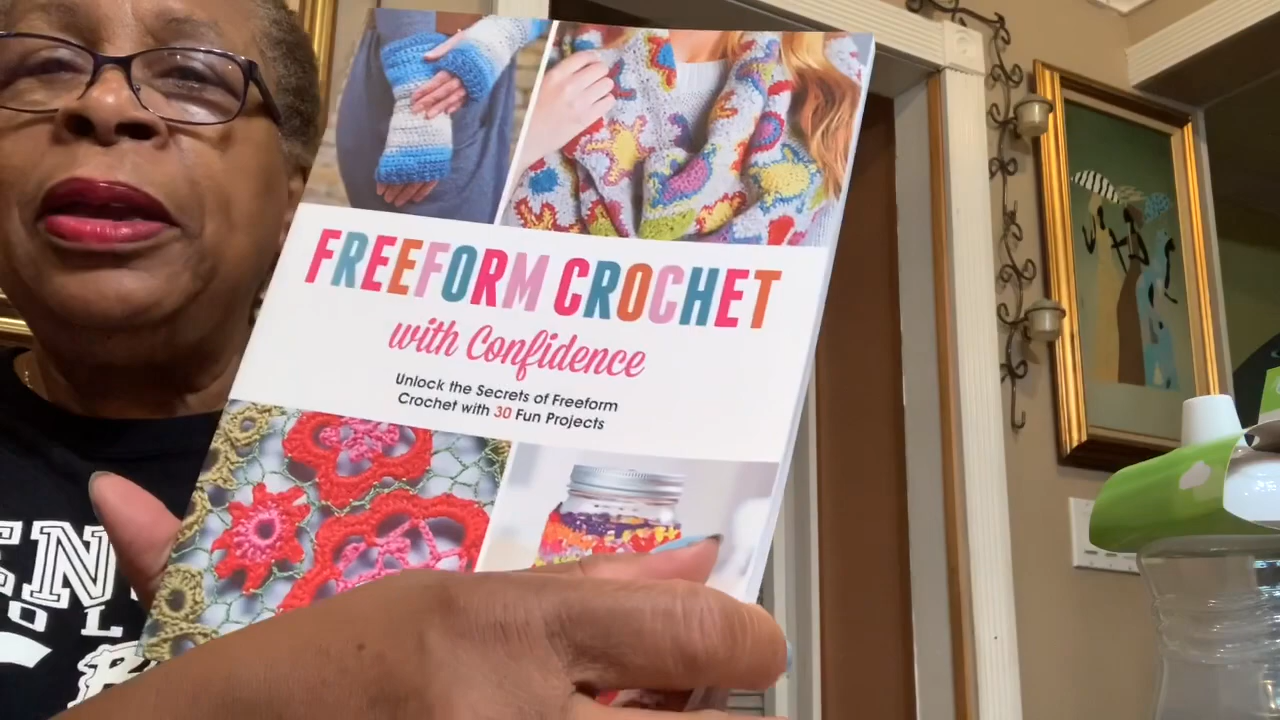 FREEFORM CROCHET
with Confidence
Unlock the Secrets of Freeform
Crochet with 30 Fun Projects